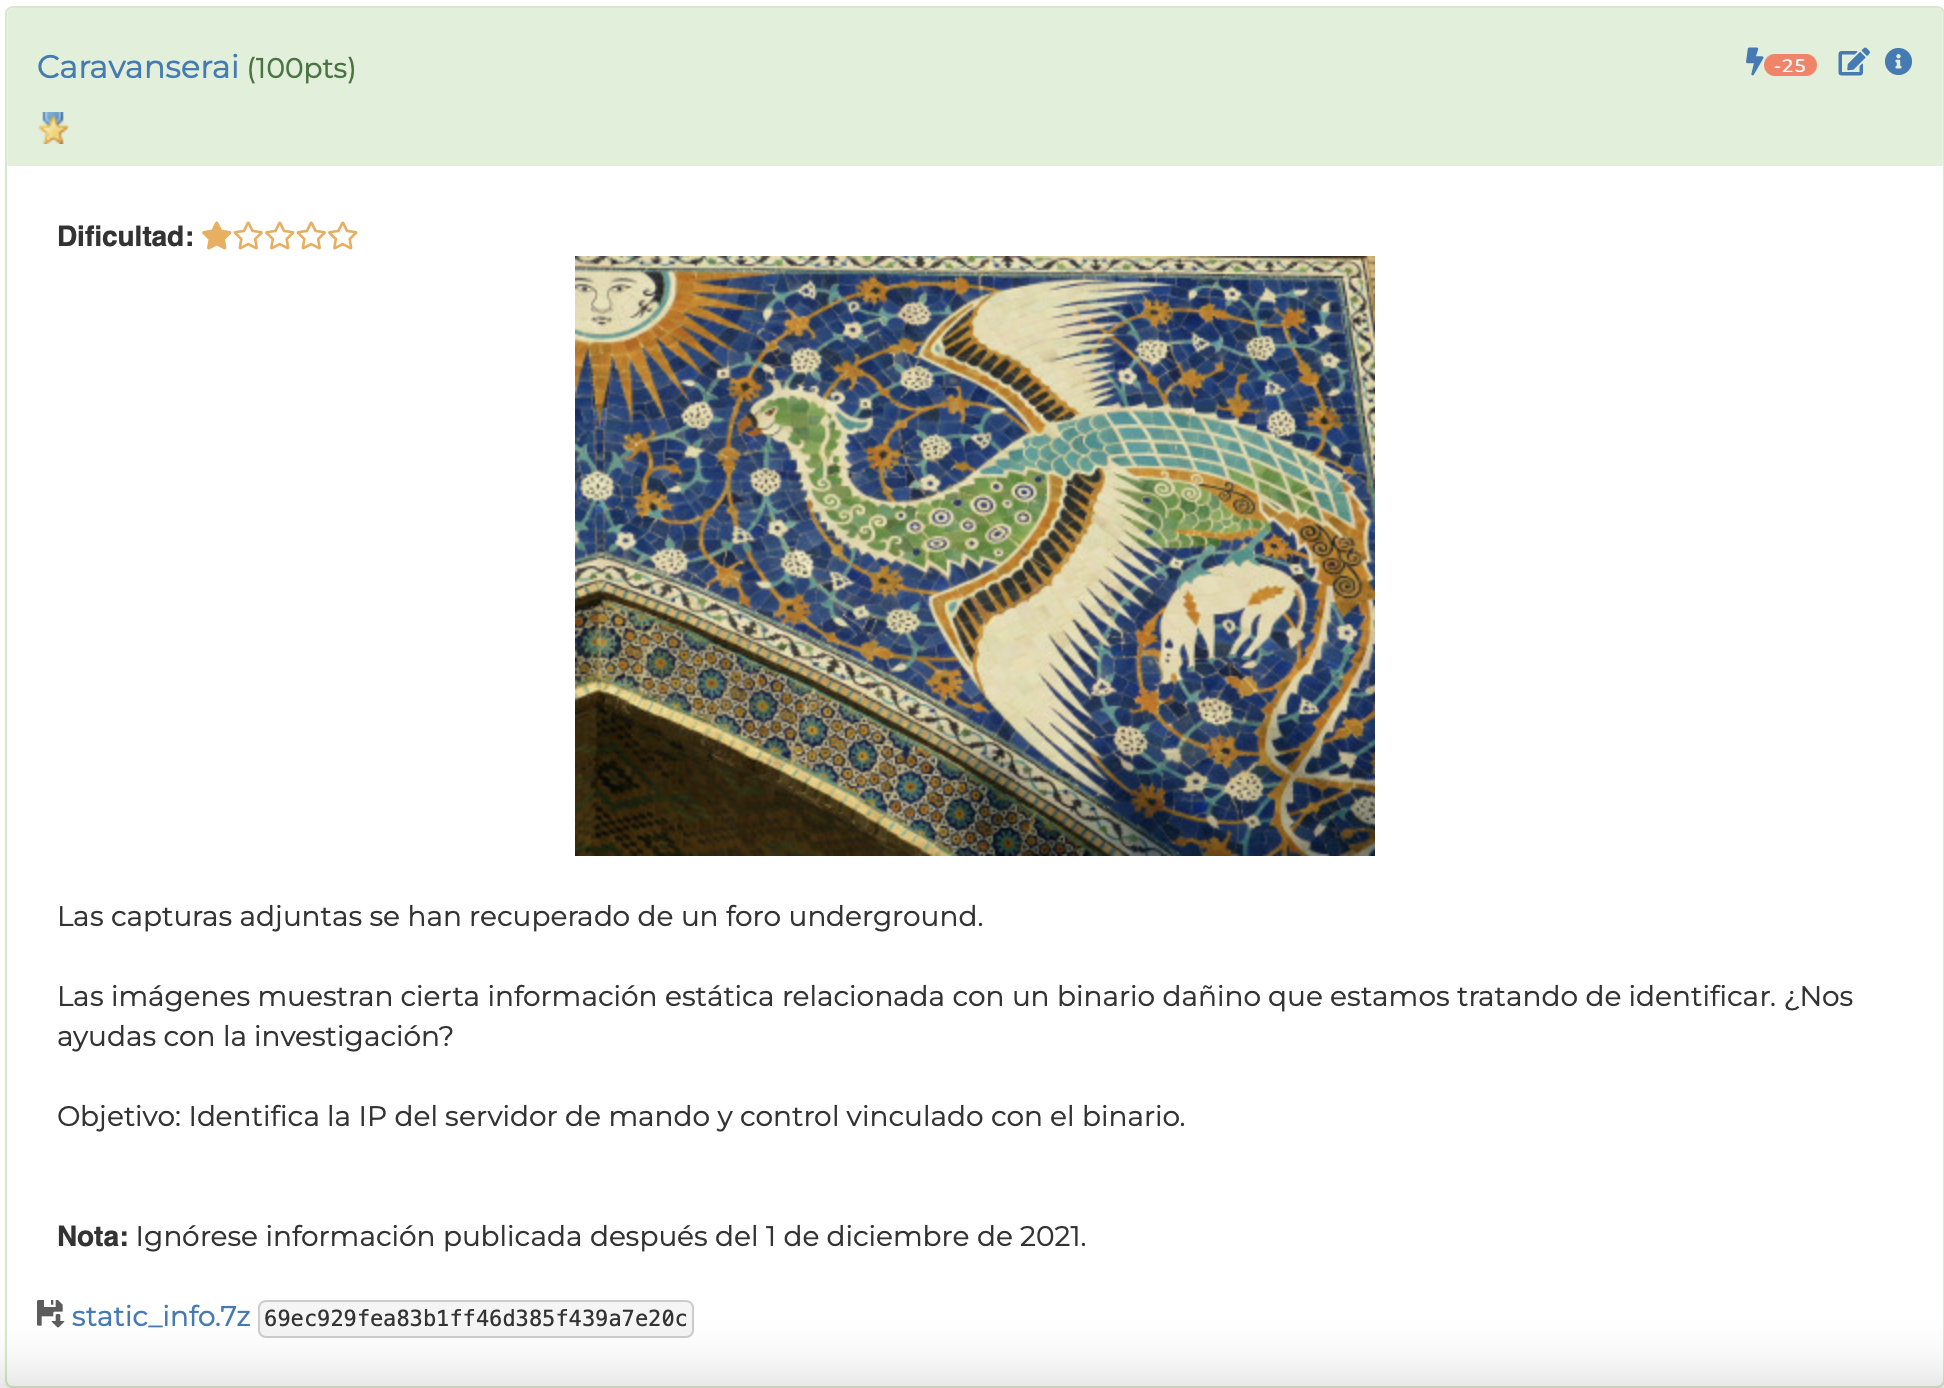 Caravanserai (100pts)
-25
Dificultad:
Las capturas adjuntas se han recuperado de un foro underground.
Las imágenes muestran cierta información estática relacionada con un binario dañino que estamos tratando de identificar. ¿Nos
ayudas con la investigación?
Objetivo: Identifica la IP del servidor de mando y control vinculado con el binario.
Nota: Ignórese información publicada después del 1 de diciembre de 2021.
static_info.7z 69ec929fea83b1ff46d385f439a7e20c